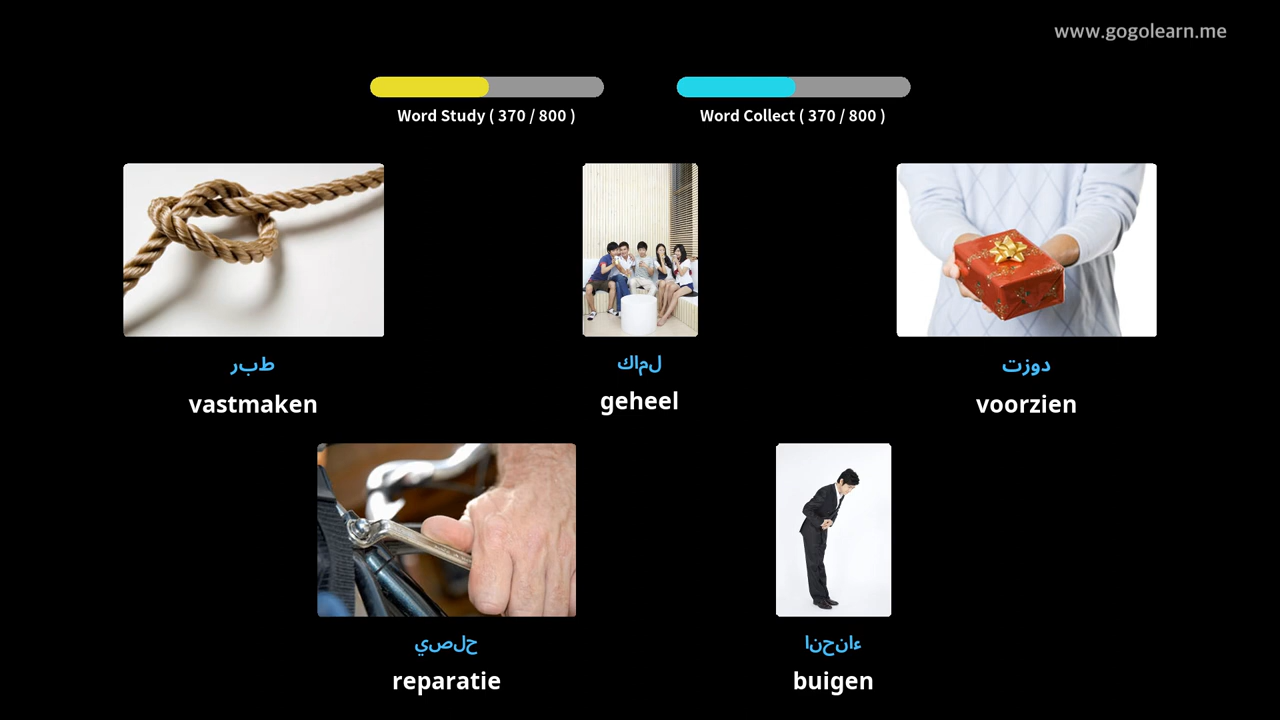 www.gogolearn.me
Word Study ( 370 / 800 )
Word Collect ( 370 / 800 )
طبر
لماك
دوزت
vastmaken
geheel
voorzien
حلصي
ءانحنا
reparatie
buigen